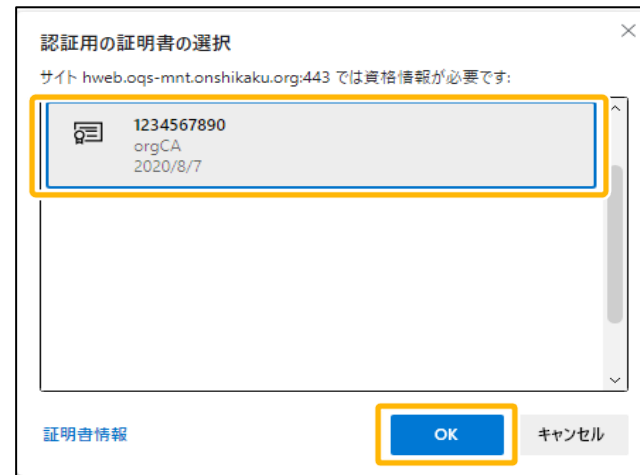 認証用の証明書の選択
サイト hweb.oqs-mnt.onshikaku.org:443 では資格情報が必要です:
1234567890
orgCA
2020/8/7
証明書情報
OK
キャンセル